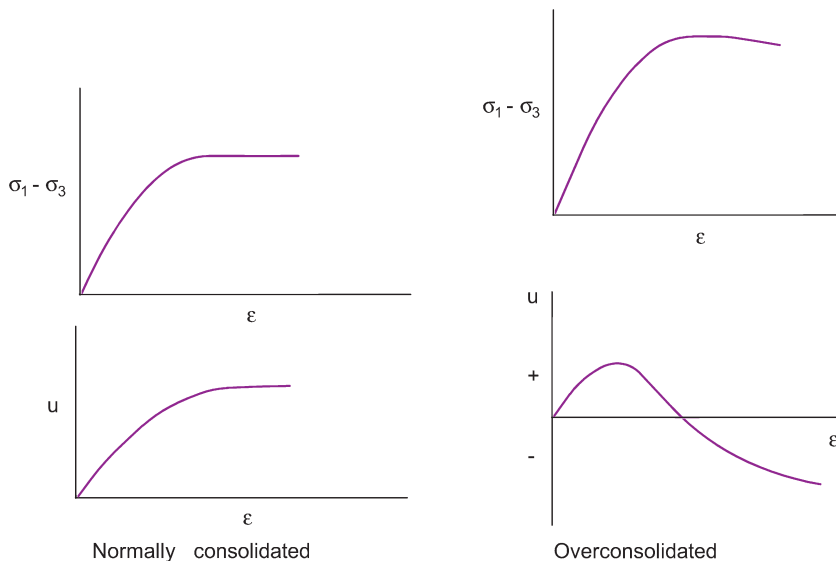 σ1 - σ3
ε
u
ε
Normally consolidated
σ1 - σ3
ε
u
+
ε
-
Overconsolidated